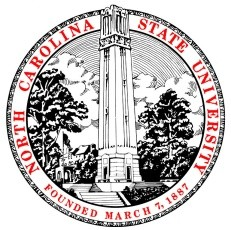 NORTH CAROLINA STATE UNIVERSITY
FOUNDED MARCH 7, 1887